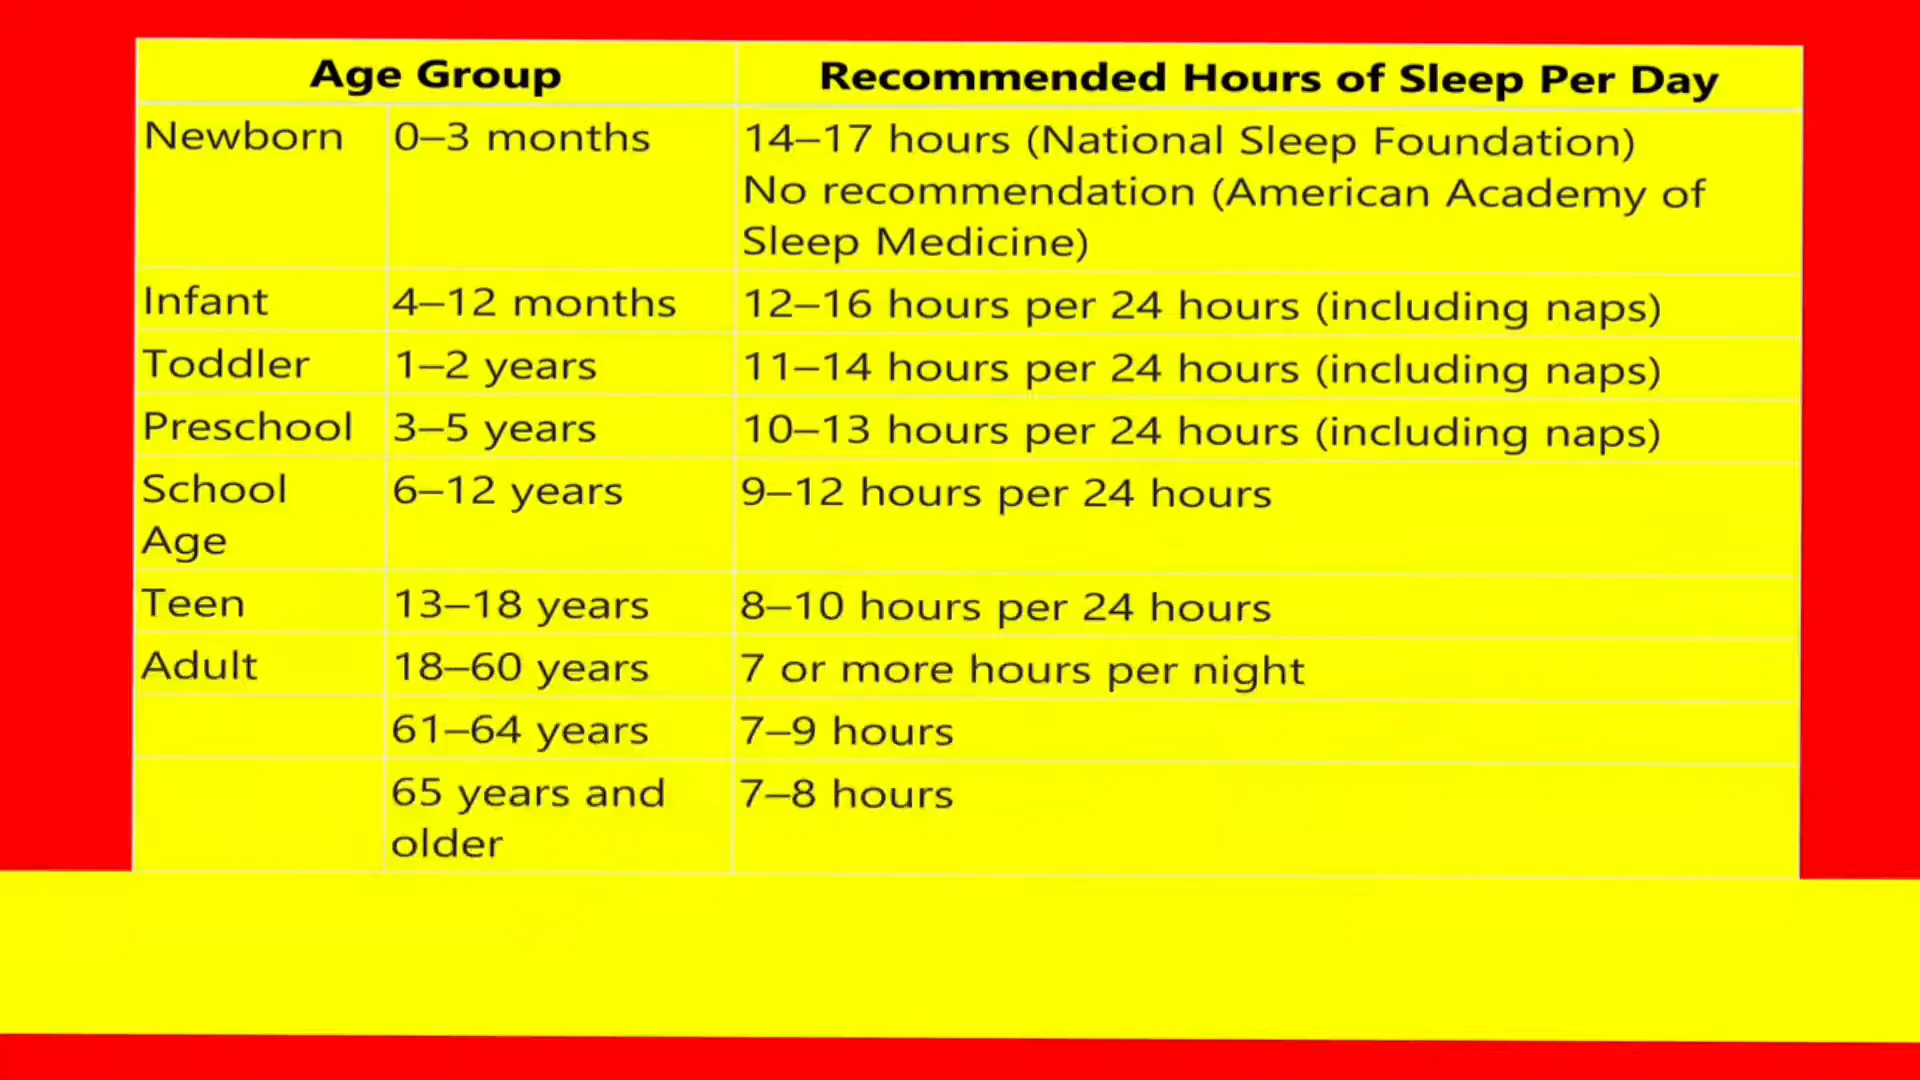 Age Group Recommended Hours of Sleep Per Day
Newborn 0–3 months 14–17 hours (National Sleep Foundation)
No recommendation (American Academy of
Sleep Medicine)
Infant 4–12 months 12–16 hours per 24 hours (including naps)
Toddler 1–2 years 11–14 hours per 24 hours (including naps)
Preschool 3–5 years 10–13 hours per 24 hours (including naps)
School 6–12 years 9–12 hours per 24 hours
Age
Teen 13–18 years 8–10 hours per 24 hours
Adult 18–60 years 7 or more hours per night
61–64 years 7–9 hours
65 years and 7–8 hours
older